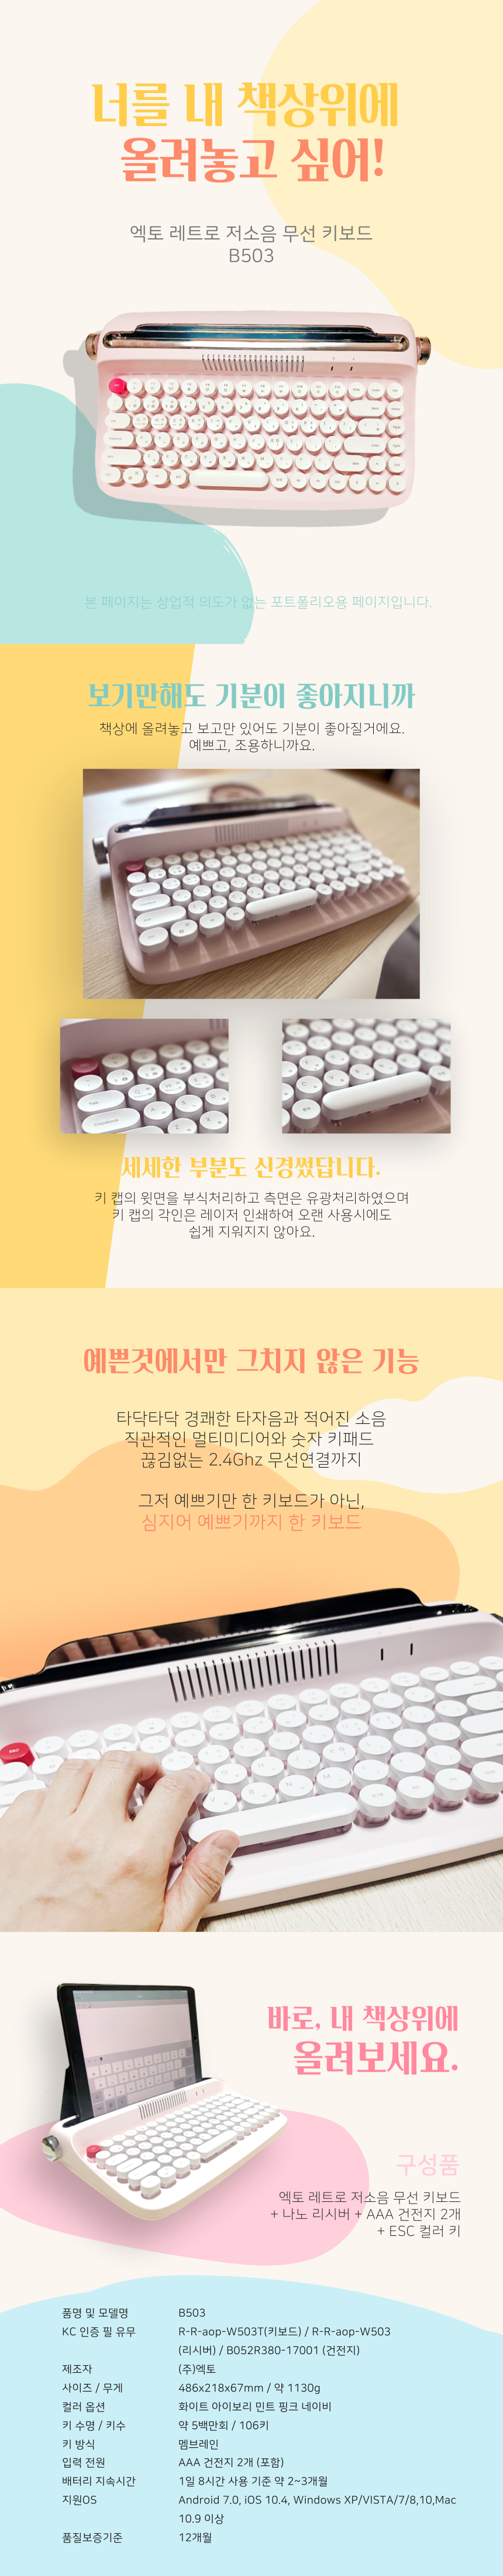 너를 내 책상위에
올려놓고 싶어!
엑토 레트로 저소음 무선 키보드
B503
본 페이지는 상업적 의도가 없는 포트폴리오용 페이지입니다.
보기만해도 기분이 좋아지니까
책상에 올려놓고 보고만 있어도 기분이 좋아질거에요.
예쁘고, 조용하니까요.
세세한 부분도 신경썼답니다.
키 캡의 윗면을 부식처리하고 측면은 유광처리하였으며
키 캡의 각인은 레이저 인쇄하여 오랜 사용시에도
쉽게 지워지지 않아요.
예쁜것에서만 그치지 않은 기능
타닥타닥 경쾌한 타자음과 적어진 소음
직관적인 멀티미디어와 숫자 키패드
끊김없는 2.4Ghz 무선연결까지
그저 예쁘기만 한 키보드가 아닌,
심지어 예쁘기까지 한 키보드
바로, 내 책상위에
올려보세요.
구성품
엑토 레트로 저소음 무선 키보드
+ 나노 리시버 + AAA 건전지 2개
+ ESC 컬러 키
품명 및 모델명 B503
KC 인증 필 유무 R-R-aop-W503T(키보드) / R-R-aop-W503
(리시버) / B052R380-17001 (건전지)
제조자 (주)엑토
사이즈 / 무게 486x218x67mm / 약 1130g
컬러 옵션 화이트 아이보리 민트 핑크 네이비
키 수명 / 키수 약 5백만회 / 106키
키 방식 멤브레인
입력 전원 AAA 건전지 2개 (포함)
배터리 지속시간 1일 8시간 사용 기준 약 2~3개월
지원OS Android 7.0, iOS 10.4, Windows XP/VISTA/7/8,10,Mac
10.9 이상
품질보증기준 12개월